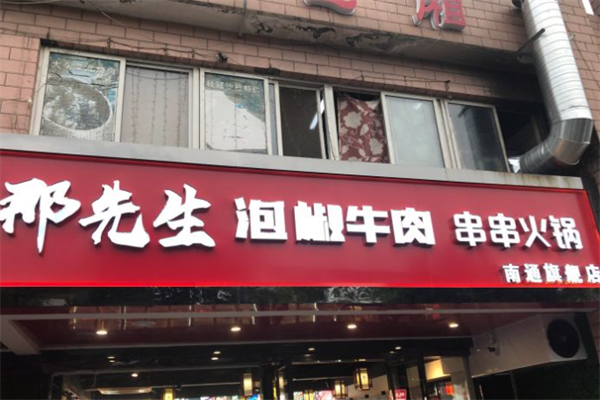 那先生 泡椒牛肉 串串火锅
南通旗舰店